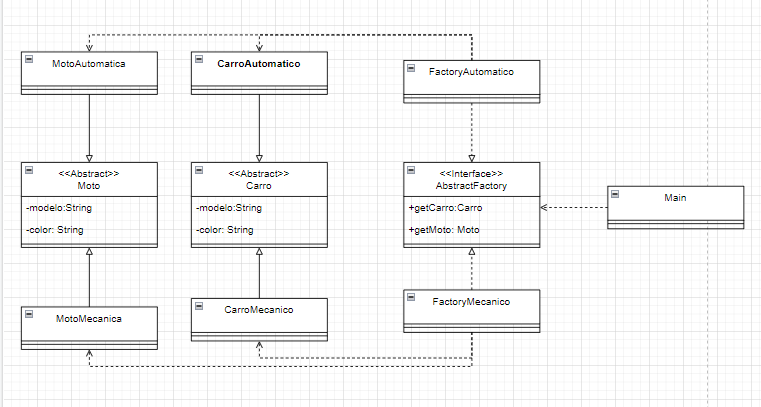 MotoAutomatica
CarroAutomatico
FactoryAutomatico
<<Abstract>>
Moto
-modelo:String
-color: String
<<Abstract>>
Carro
-modelo:String
-color: String
<<Interface>>
AbstractFactory
+getCarro:Carro
+getMoto: Moto
Main
MotoMecanica
CarroMecanico
FactoryMecanico